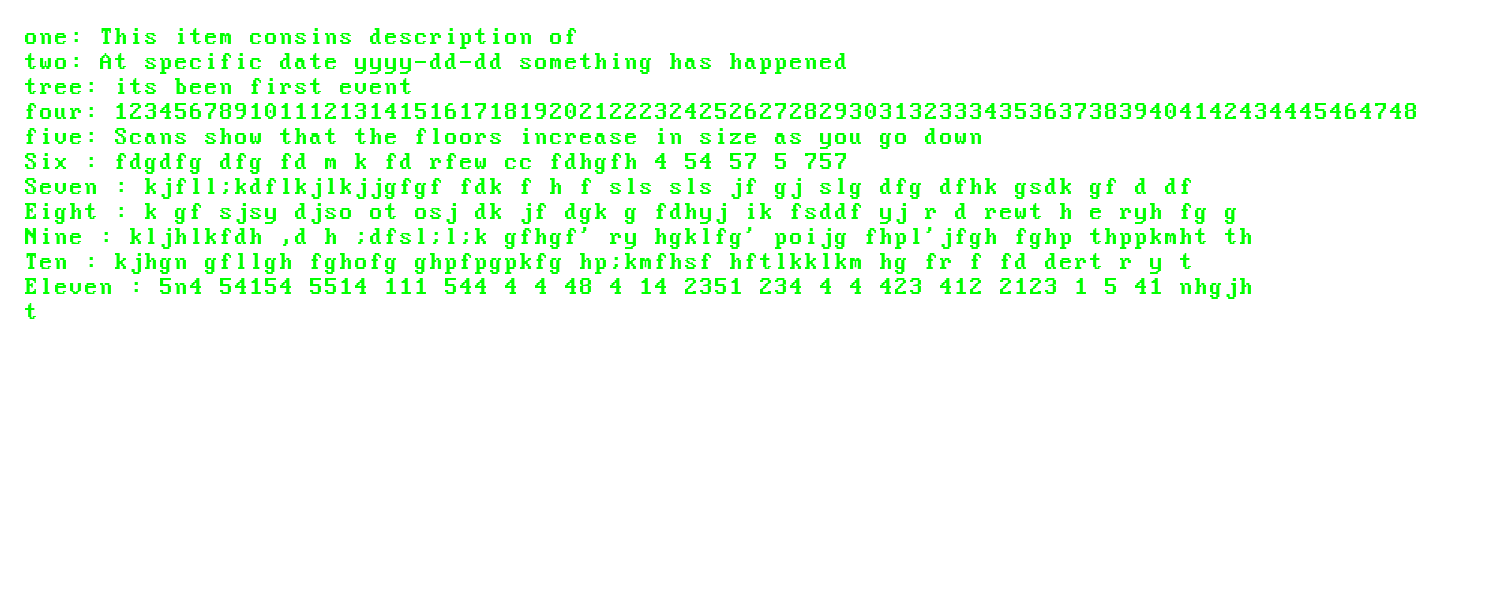 one: This item consins description of
two: At specific date yyyy-dd-dd something has happened
tree: its been first event
four: 123456789101112131415161718192021222324252627282930313233343536373839404142434445464748
five: Scans show that the floors increase in size as you go down
Six : fdgdfg dfg fd m k fd rfew cc fdhgfh 4 54 57 5 757
Seven : kjfll;kdflkjlkjjgfgf fdk f h f sls sls jf gj slg dfg dfhk gsdk gf d df
Eight : k gf sjsy djso ot osj dk jf dgk g fdhyj ik fsddf yj r d rewt h e ryh fg g
Nine : kljhlkfdh ,d h ;dfsl;l;k gfhgf' ry hgklfg' poijg fhpl'jfgh fghp thppkmht th
Ten : kjhgn gfllgh fghofg ghpfpgpkfg hp;kmfhsf hftlkklkm hg fr f fd dert r y t
Eleven : 5n4 54154 5514 111 544 4 4 48 4 14 2351 234 4 4 423 412 2123 1 5 41 nhgjh
t